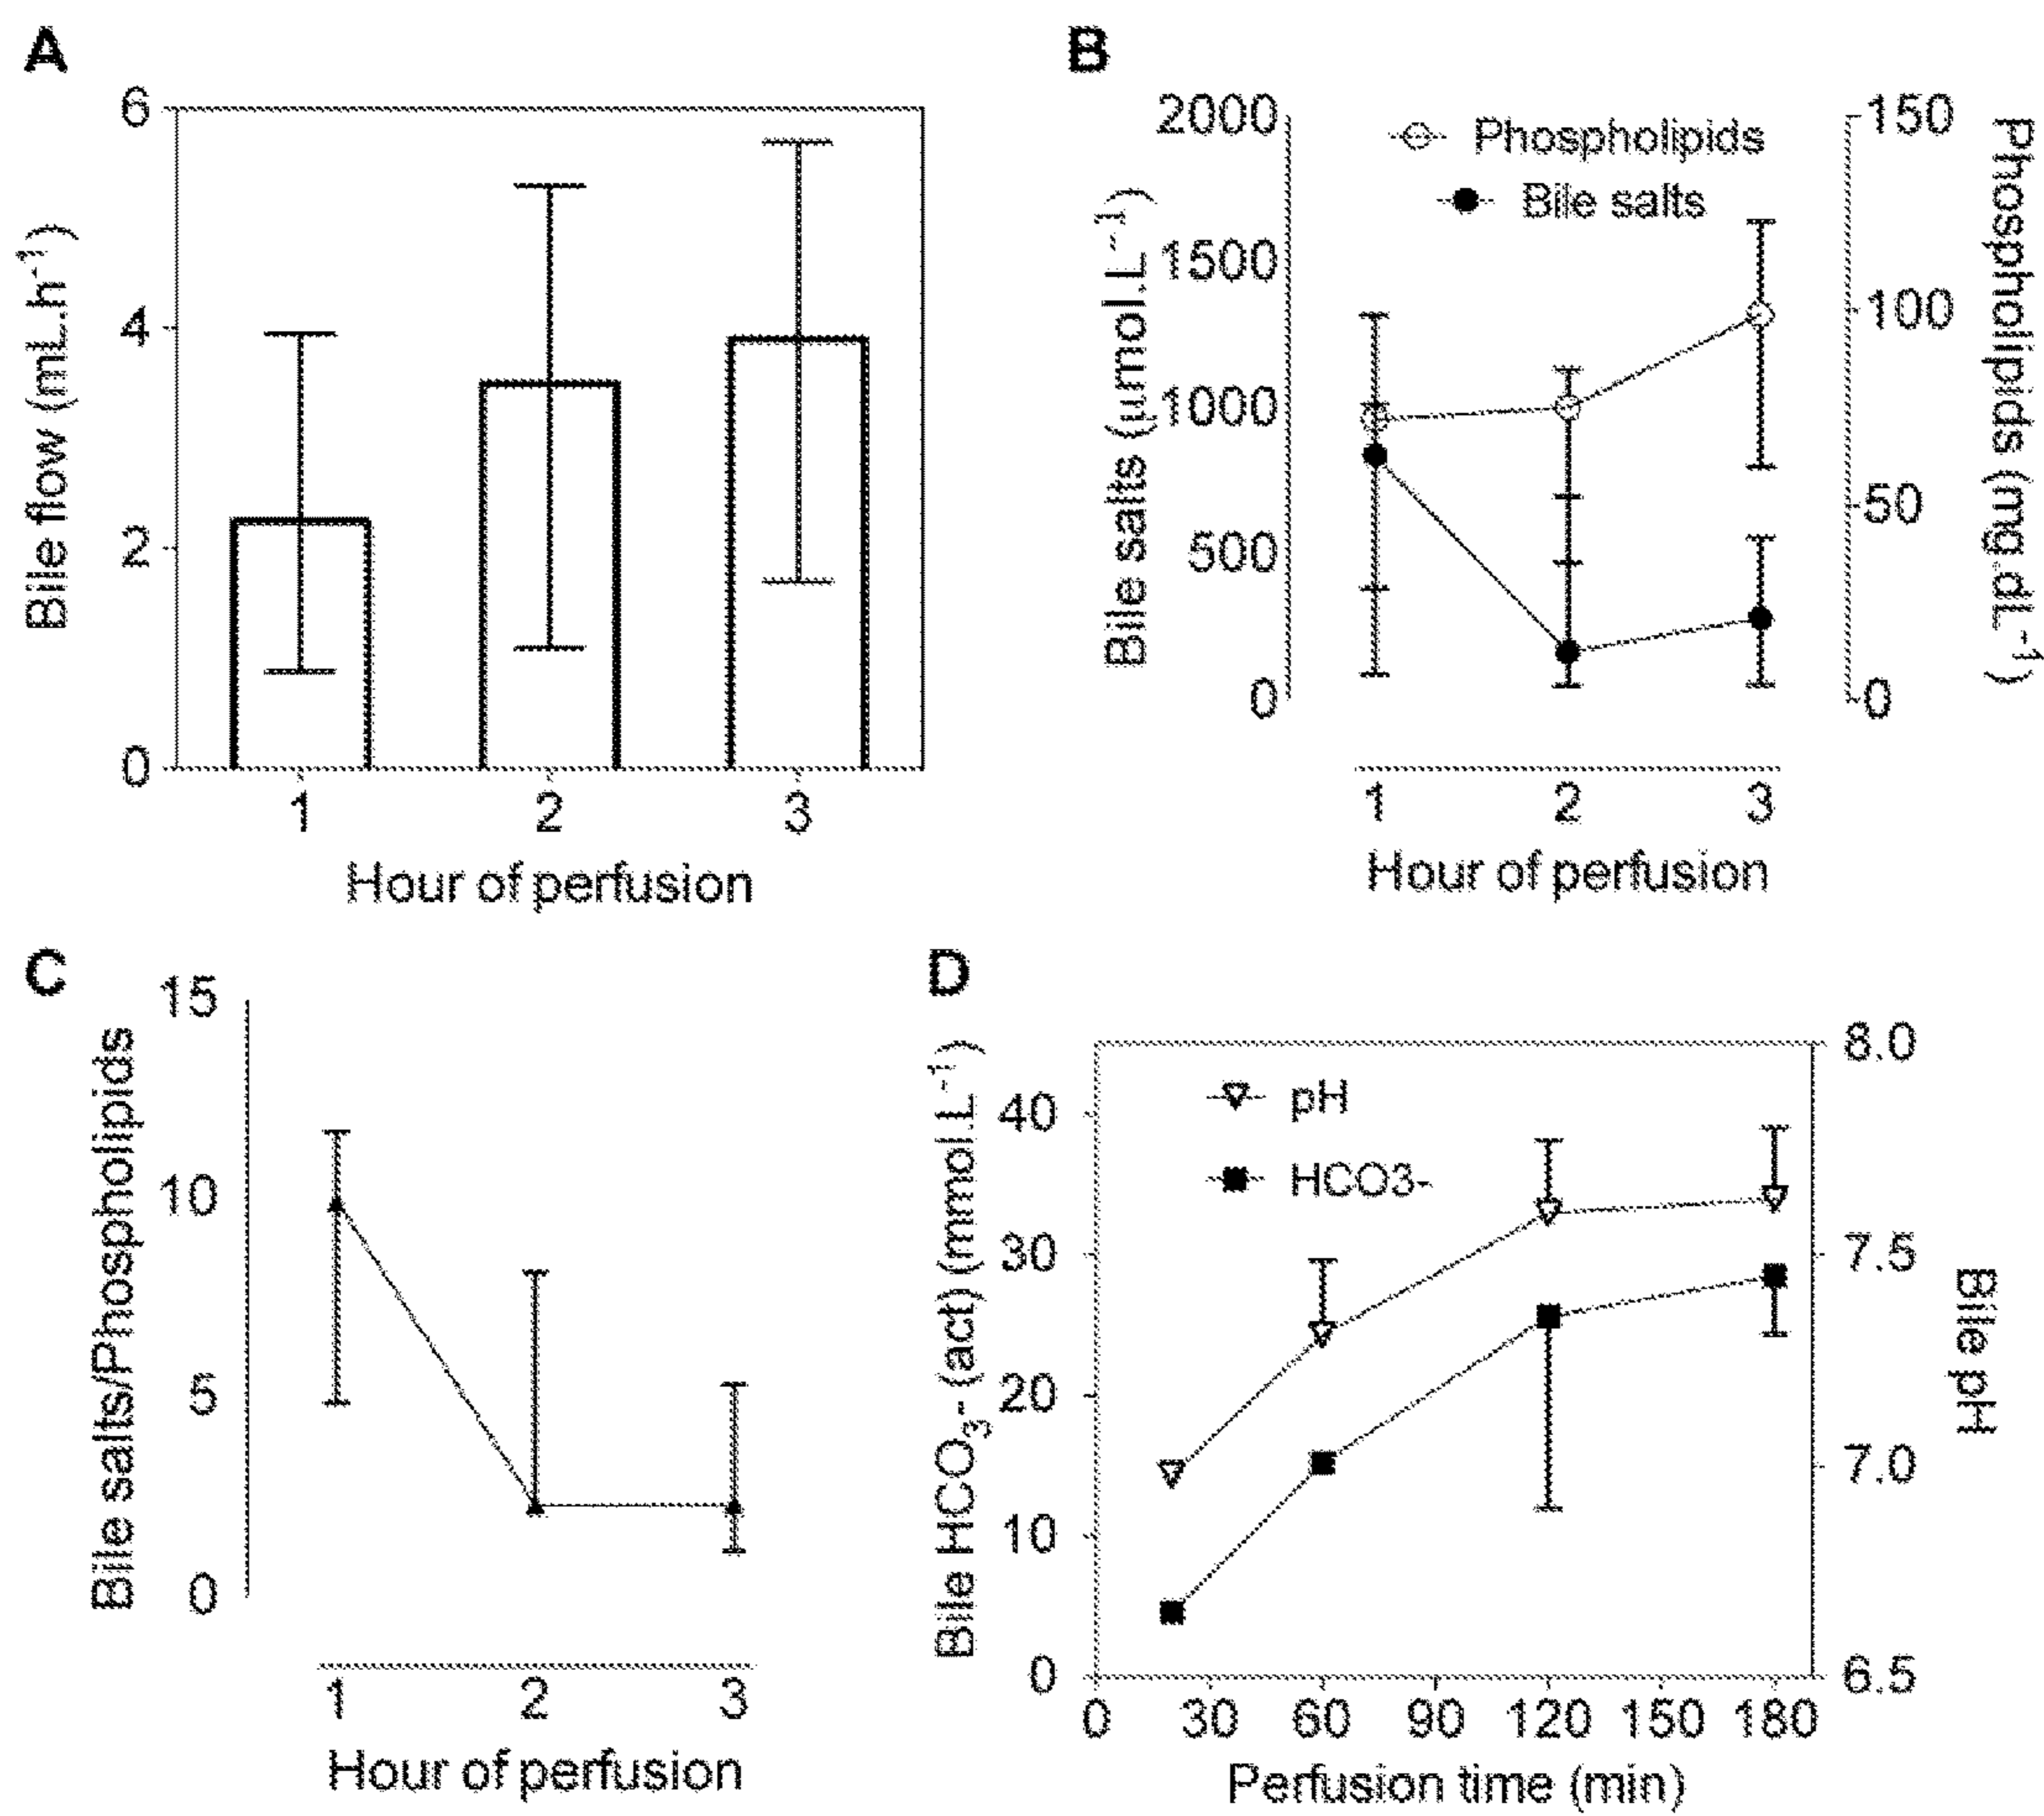 A
Bile flow (mL.h-1)
6
4
2
0
1 2 3
Hour of perfusion
B
Bile salts (µmol.L-1)
2000
1500
1000
500
0
Phospholipids
Bile salts
150
100
50
0
Phospholipids (mg.dL-1)
1 2 3
Hour of perfusion
C
Bile salts/Phospholipids
15
10
5
0
1 2 3
Hour of perfusion
D
Bile HCO3- (act) (mmol.L-1)
40
30
20
10
0
pH
HCO3-
8.0
7.5
7.0
6.5
Bile pH
0 30 60 90 120 150 180
Perfusion time (min)